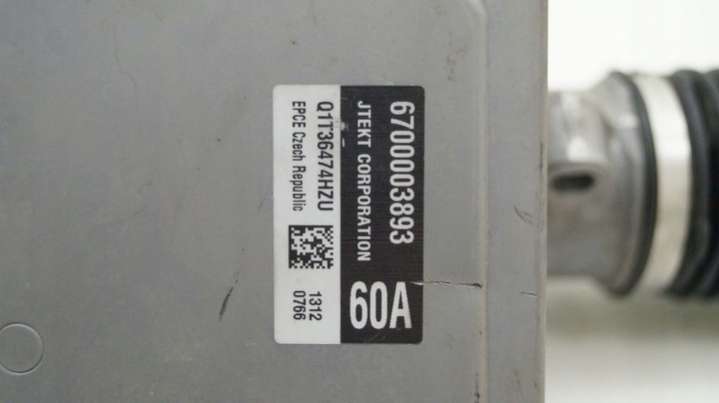 6700003893
JTEKT CORPORATION
60A
Q1T36474HZU
EPCE Czech Republic
1312
0766